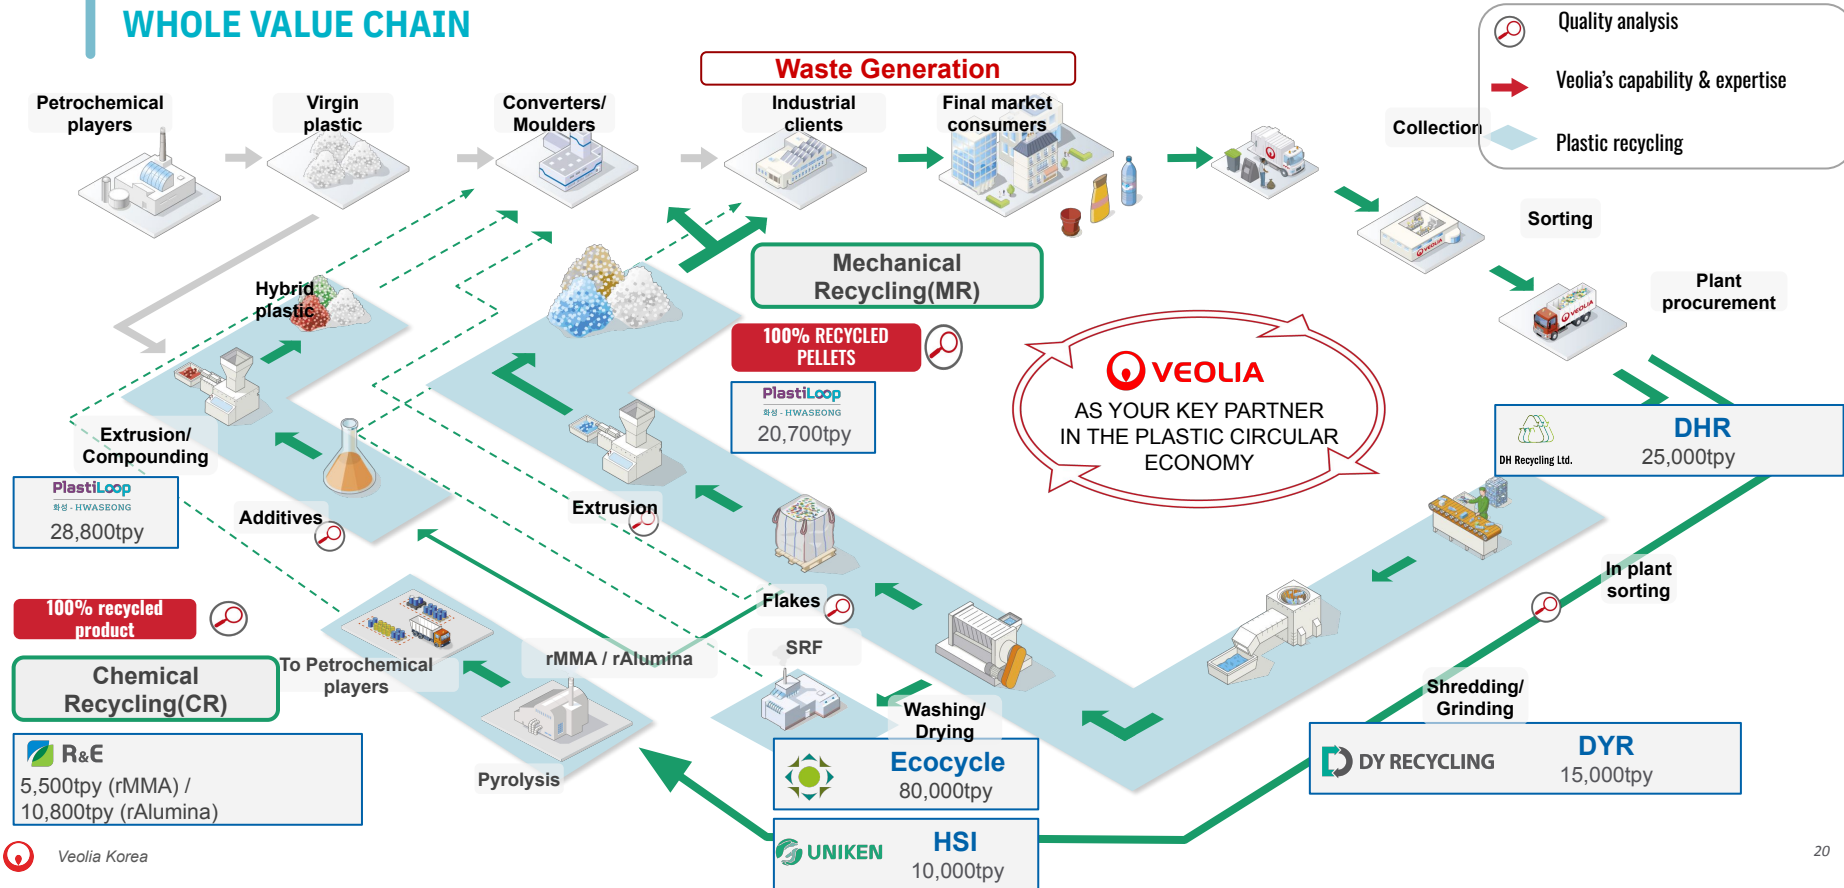 WHOLE VALUE CHAIN
Quality analysis
Veolia's capability & expertise
Plastic recycling
Waste Generation
Petrochemical
players
Virgin
plastic
Converters/
Moulders
Industrial
clients
Final market
consumers
Collection
Sorting
VEOLIA
Plant
procurement
VEOLIA
Mechanical
Recycling(MR)
Hybrid
plastic
100% RECYCLED
PELLETS
PlastiLoop
화성 - HWASEONG
20,700tpy
VEOLIA
AS YOUR KEY PARTNER
IN THE PLASTIC CIRCULAR
ECONOMY
DH Recycling Ltd.
DHR
25,000tpy
Extrusion/
Compounding
PlastiLoop
화성 - HWASEONG
28,800tpy
Additives
Extrusion
In plant
sorting
Flakes
100% recycled
product
SRF
rMMA / rAlumina
To Petrochemical
players
Chemical
Recycling(CR)
Shredding/
Grinding
Washing/
Drying
R&E
5,500tpy (rMMA) /
10,800tpy (rAlumina)
Pyrolysis
Ecocycle
80,000tpy
DY RECYCLING
DYR
15,000tpy
UNIKEN
HSI
10,000tpy
Veolia Korea
20